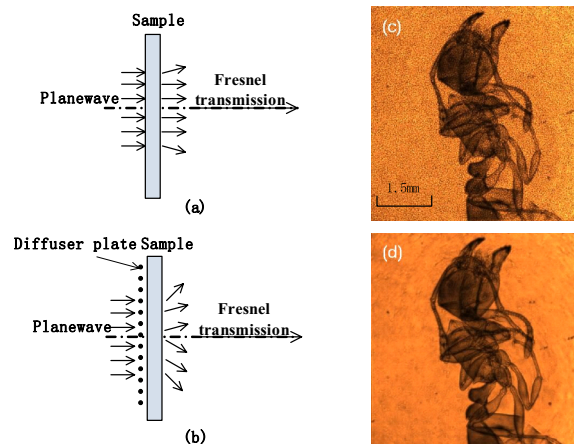 Sample
Planewave
Fresnel
transmission
(a)
Diffuser plate Sample
Planewave
Fresnel
transmission
(b)
(c)
1.5mm
(d)